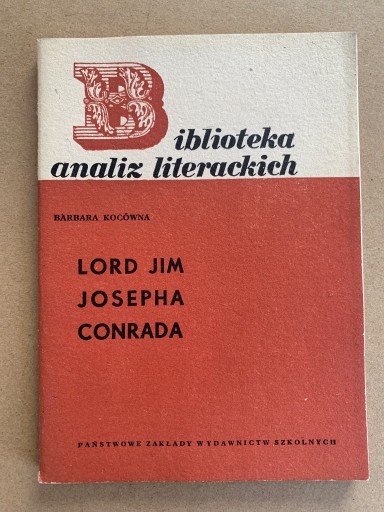 Biblioteka
analiz literackich
BARBARA KOCÓWNA
LORD JIM
JOSEPHA
CONRADA
PAŃSTWOWE ZAKŁADY WYDAWNICTW SZKOLNYCH